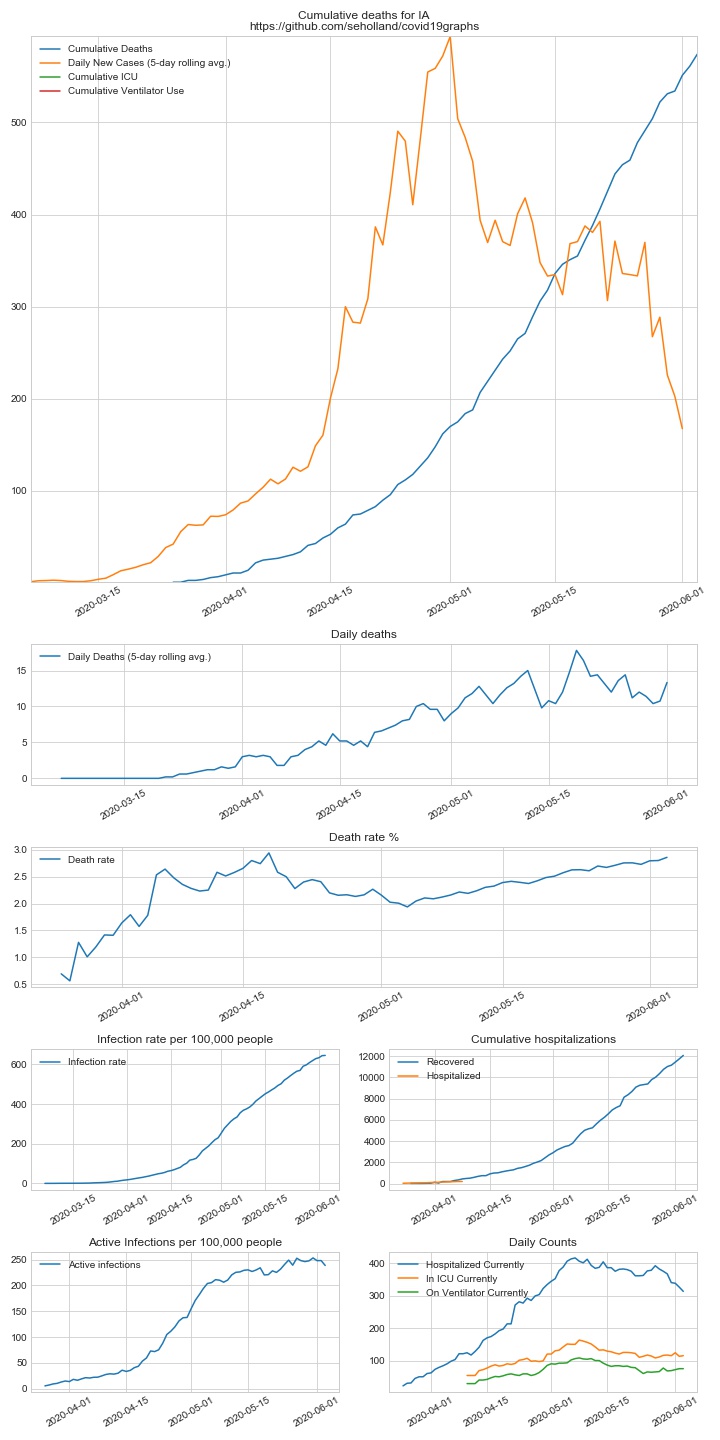 Cumulative deaths for IA
https://github.com/seholland/covid19graphs
Cumulative Deaths
Daily New Cases (5-day rolling avg.)
Cumulative ICU
Cumulative Ventilator Use
500
400
300
200
100
2020-03-15 2020-04-01 2020-04-15 2020-05-01 2020-05-15 2020-06-01
Daily deaths
Daily Deaths (5-day rolling avg.)
15
10
5
0
2020-03-15 2020-04-01 2020-04-15 2020-05-01 2020-05-15 2020-06-01
Death rate %
Death rate
3.0
2.5
2.0
1.5
1.0
0.5
2020-04-01 2020-04-15 2020-05-01 2020-05-15 2020-06-01
Infection rate per 100,000 people
Infection rate
600
400
200
0
2020-03-15 2020-04-01 2020-04-15 2020-05-01 2020-05-15 2020-06-01
Cumulative hospitalizations
Recovered
Hospitalized
12000
10000
8000
6000
4000
2000
0
2020-04-01 2020-04-15 2020-05-01 2020-05-15 2020-06-01
Active Infections per 100,000 people
Active infections
250
200
150
100
50
0
2020-04-01 2020-04-15 2020-05-01 2020-05-15 2020-06-01
Daily Counts
Hospitalized Currently
In ICU Currently
On Ventilator Currently
400
300
200
100
2020-04-01 2020-04-15 2020-05-01 2020-05-15 2020-06-01